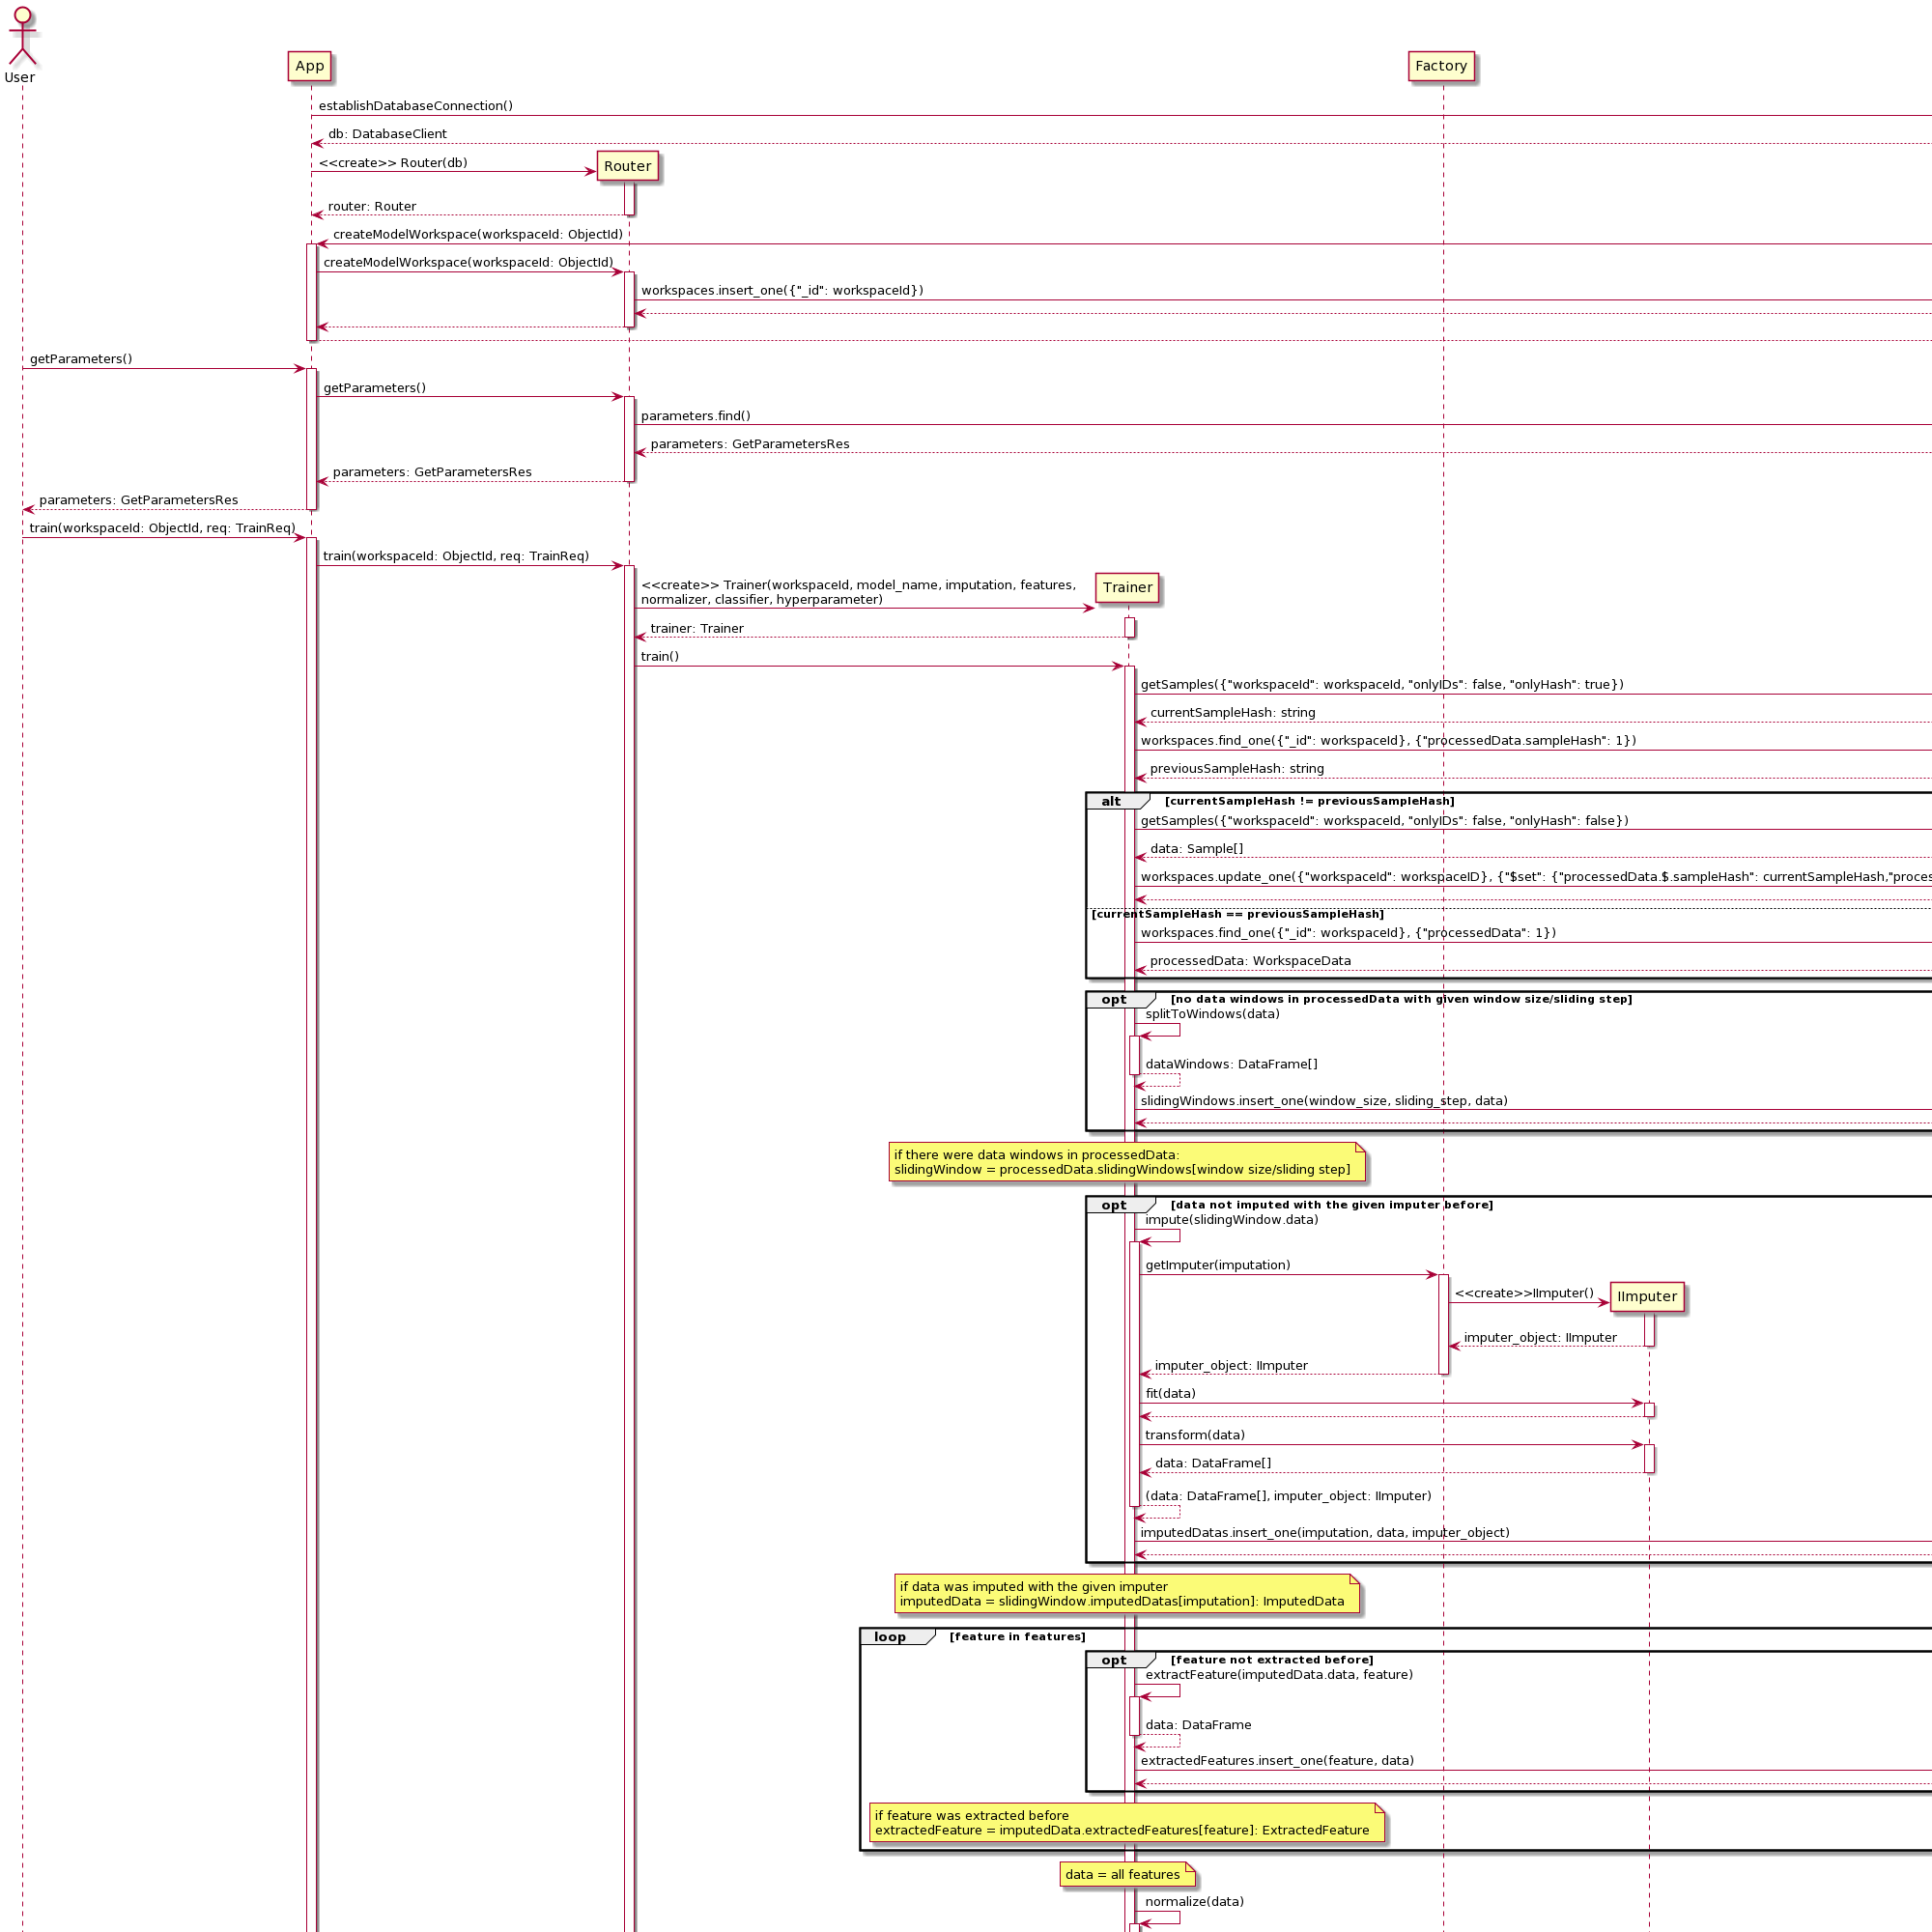 User
App
Factory
establishDatabaseConnection()
db: DatabaseClient
<<create>> Router(db)
Router
router: Router
createModelWorkspace(workspaceId: ObjectId)
createModelWorkspace(workspaceId: ObjectId)
workspaces.insert_one({"_id": workspaceId})
getParameters()
getParameters()
parameters.find()
parameters: GetParametersRes
parameters: GetParametersRes
parameters: GetParametersRes
train(workspaceId: ObjectId, req: TrainReq)
train(workspaceId: ObjectId, req: TrainReq)
<<create>> Trainer(workspaceId, model_name, imputation, features,
normalizer, classifier, hyperparameter)
Trainer
trainer: Trainer
train()
getSamples({"workspaceId": workspaceId, "onlyIDs": false, "onlyHash": true})
currentSampleHash: string
workspaces.find_one({"_id": workspaceId}, {"processedData.sampleHash": 1})
previousSampleHash: string
alt [currentSampleHash != previousSampleHash]
getSamples({"workspaceId": workspaceId, "onlyIDs": false, "onlyHash": false})
data: Sample[]
workspaces.update_one({"workspaceId": workspaceID}, {"$set": {"processedData.$.sampleHash": currentSampleHash,"proces
[currentSampleHash == previousSampleHash]
workspaces.find_one({"_id": workspaceId}, {"processedData": 1})
processedData: WorkspaceData
opt [no data windows in processedData with given window size/sliding step]
splitToWindows(data)
dataWindows: DataFrame[]
slidingWindows.insert_one(window_size, sliding_step, data)
if there were data windows in processedData:
slidingWindow = processedData.slidingWindows[window size/sliding step]
opt [data not imputed with the given imputer before]
impute(slidingWindow.data)
getImputer(imputation)
<<create>>IImputer()
IImputer
imputer_object: IImputer
imputer_object: IImputer
fit(data)
transform(data)
data: DataFrame[]
(data: DataFrame[], imputer_object: IImputer)
imputedDatas.insert_one(imputation, data, imputer_object)
if data was imputed with the given imputer
imputedData = slidingWindow.imputedDatas[imputation]: ImputedData
loop [feature in features]
opt [feature not extracted before]
extractFeature(imputedData.data, feature)
data: DataFrame
extractedFeatures.insert_one(feature, data)
if feature was extracted before
extractedFeature = imputedData.extractedFeatures[feature]: ExtractedFeature
data = all features
normalize(data)